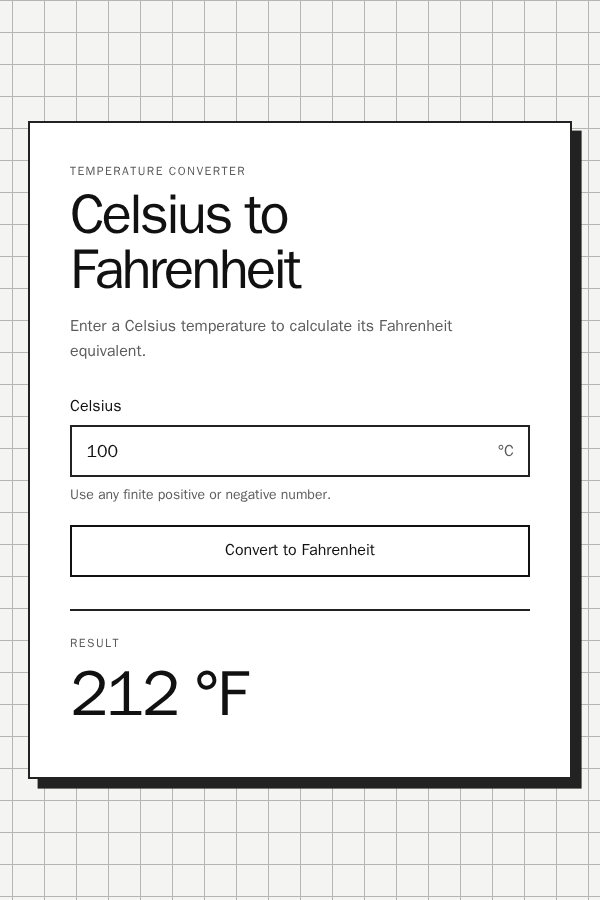 TEMPERATURE CONVERTER
Celsius to
Fahrenheit
Enter a Celsius temperature to calculate its Fahrenheit
equivalent.
Celsius
100 °C
Use any finite positive or negative number.
Convert to Fahrenheit
RESULT
212 °F